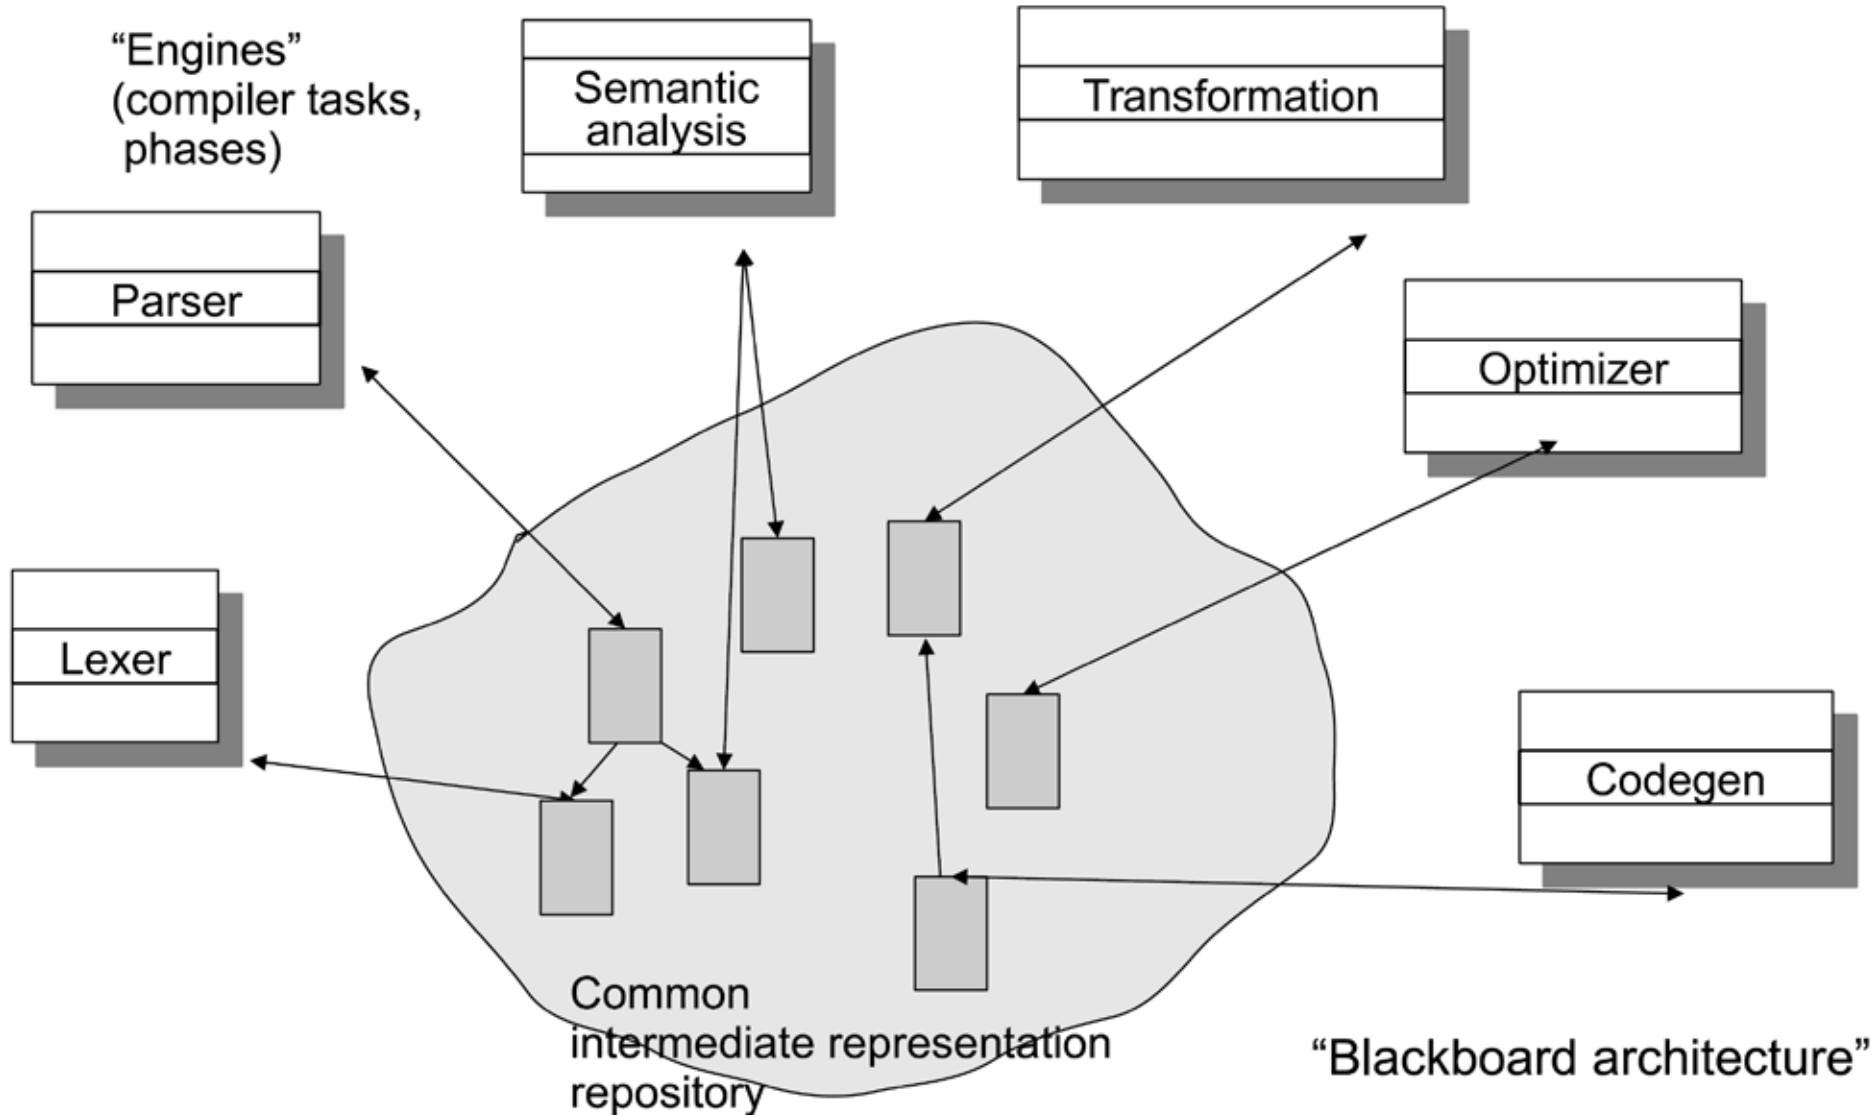 “Engines”
(compiler tasks,
phases)
Semantic
analysis
Transformation
Parser
Optimizer
Lexer
Codegen
Common
intermediate representation
repository
“Blackboard architecture”